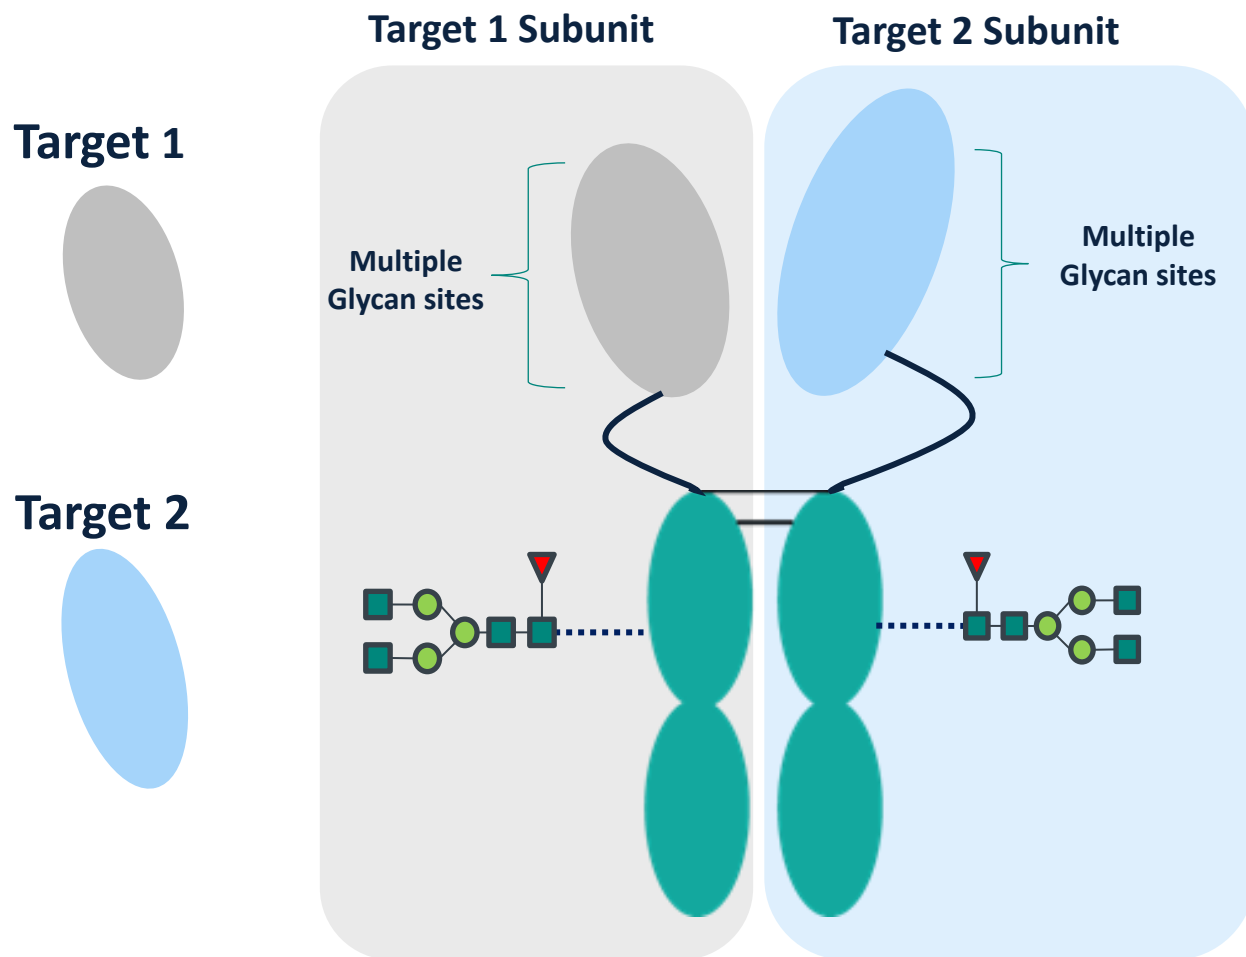 Target 1 Subunit
Target 2 Subunit
Target 1
Multiple
Glycan sites
Multiple
Glycan sites
Target 2